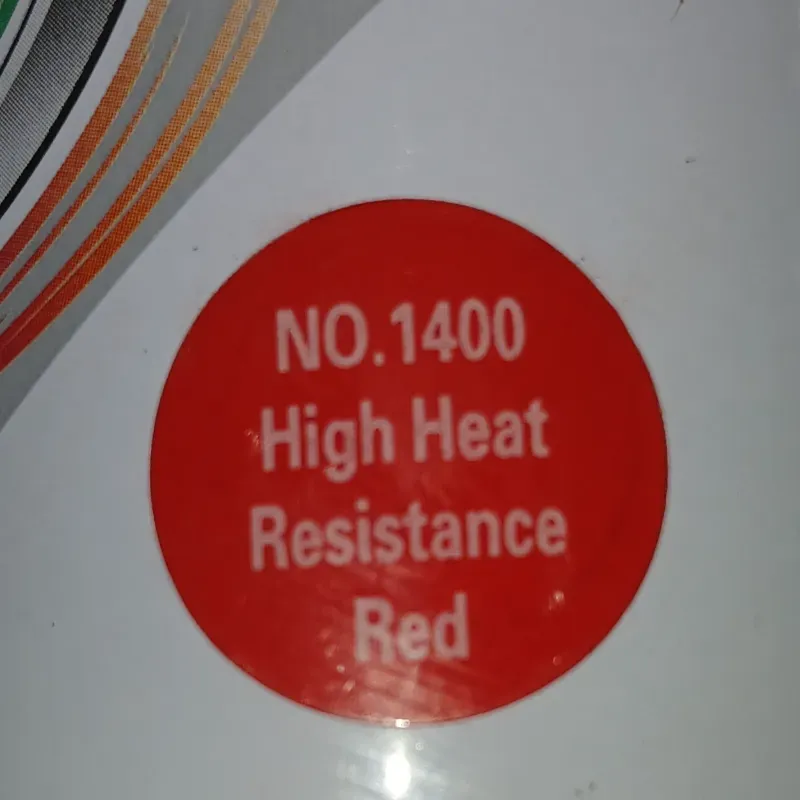 NO.1400
High Heat
Resistance
Red